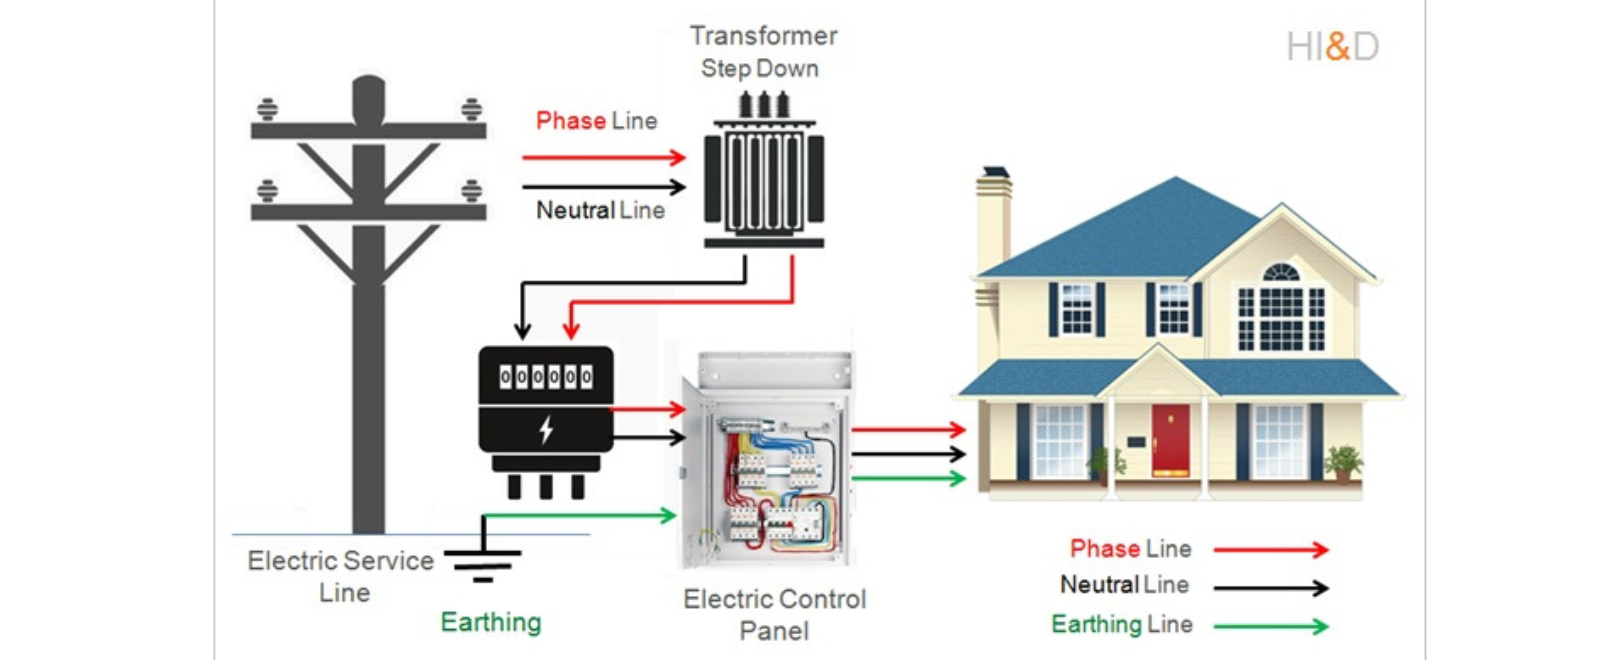 Transformer
Step Down
HI&D
Phase Line
Neutral Line
000000
Electric Service
Line
Earthing
Electric Control
Panel
Phase Line
Neutral Line
Earthing Line